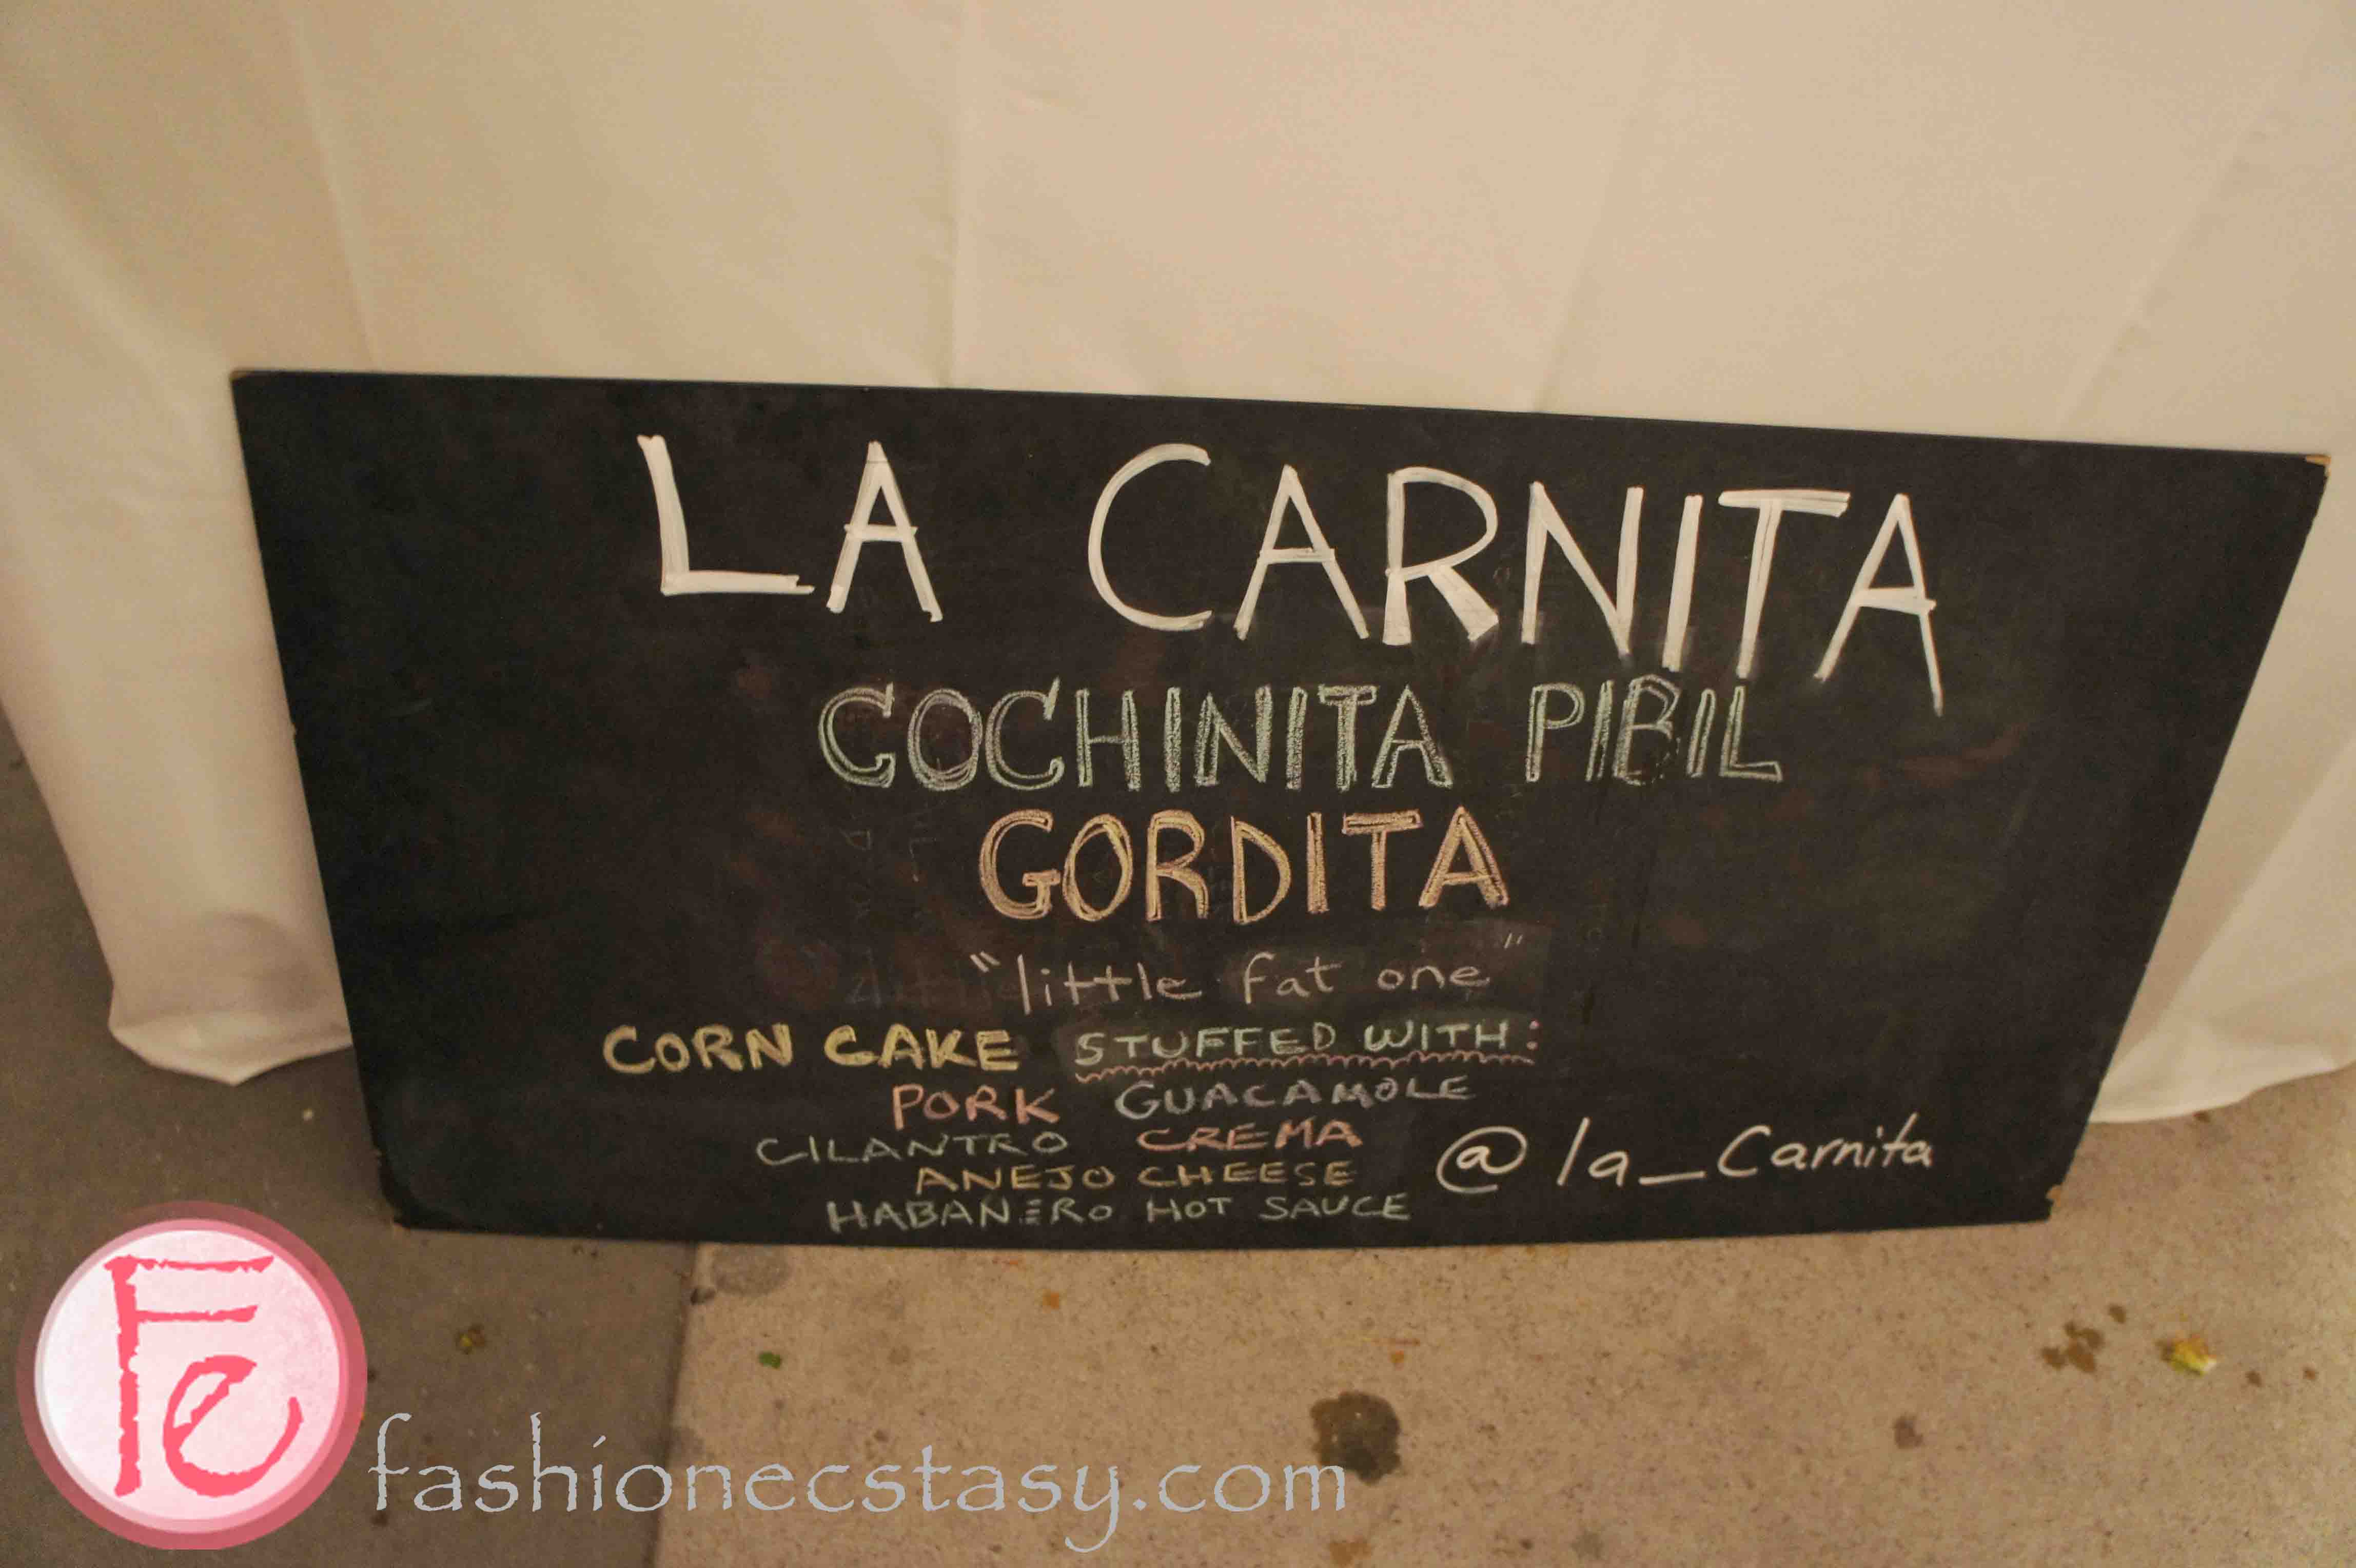 LA CARNITA
COCHINITA PIBIL
GORDITA
"little fat one"
CORN CAKE STUFFED WITH:
PORK GUACAMOLE
CILANTRO CREMA
ANEJO CHEESE
HABANERO HOT SAUCE
@la_Carnita
Fe
fashionecstasy.com